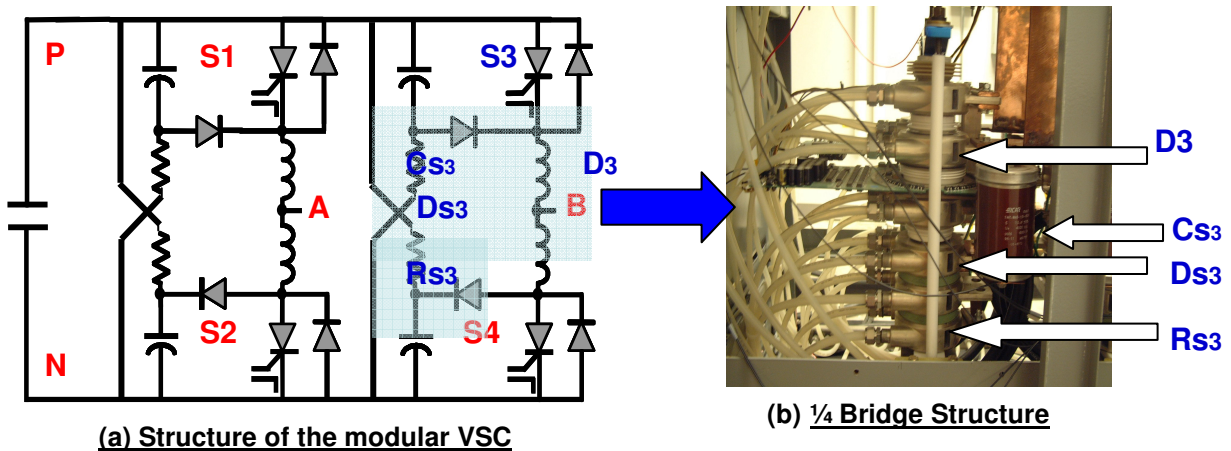 P
S1
S3
D3
Cs3
D3
Ds3
A
B
Cs3
Rs3
Ds3
S2
S4
Rs3
N
(a) Structure of the modular VSC
(b) ¼ Bridge Structure